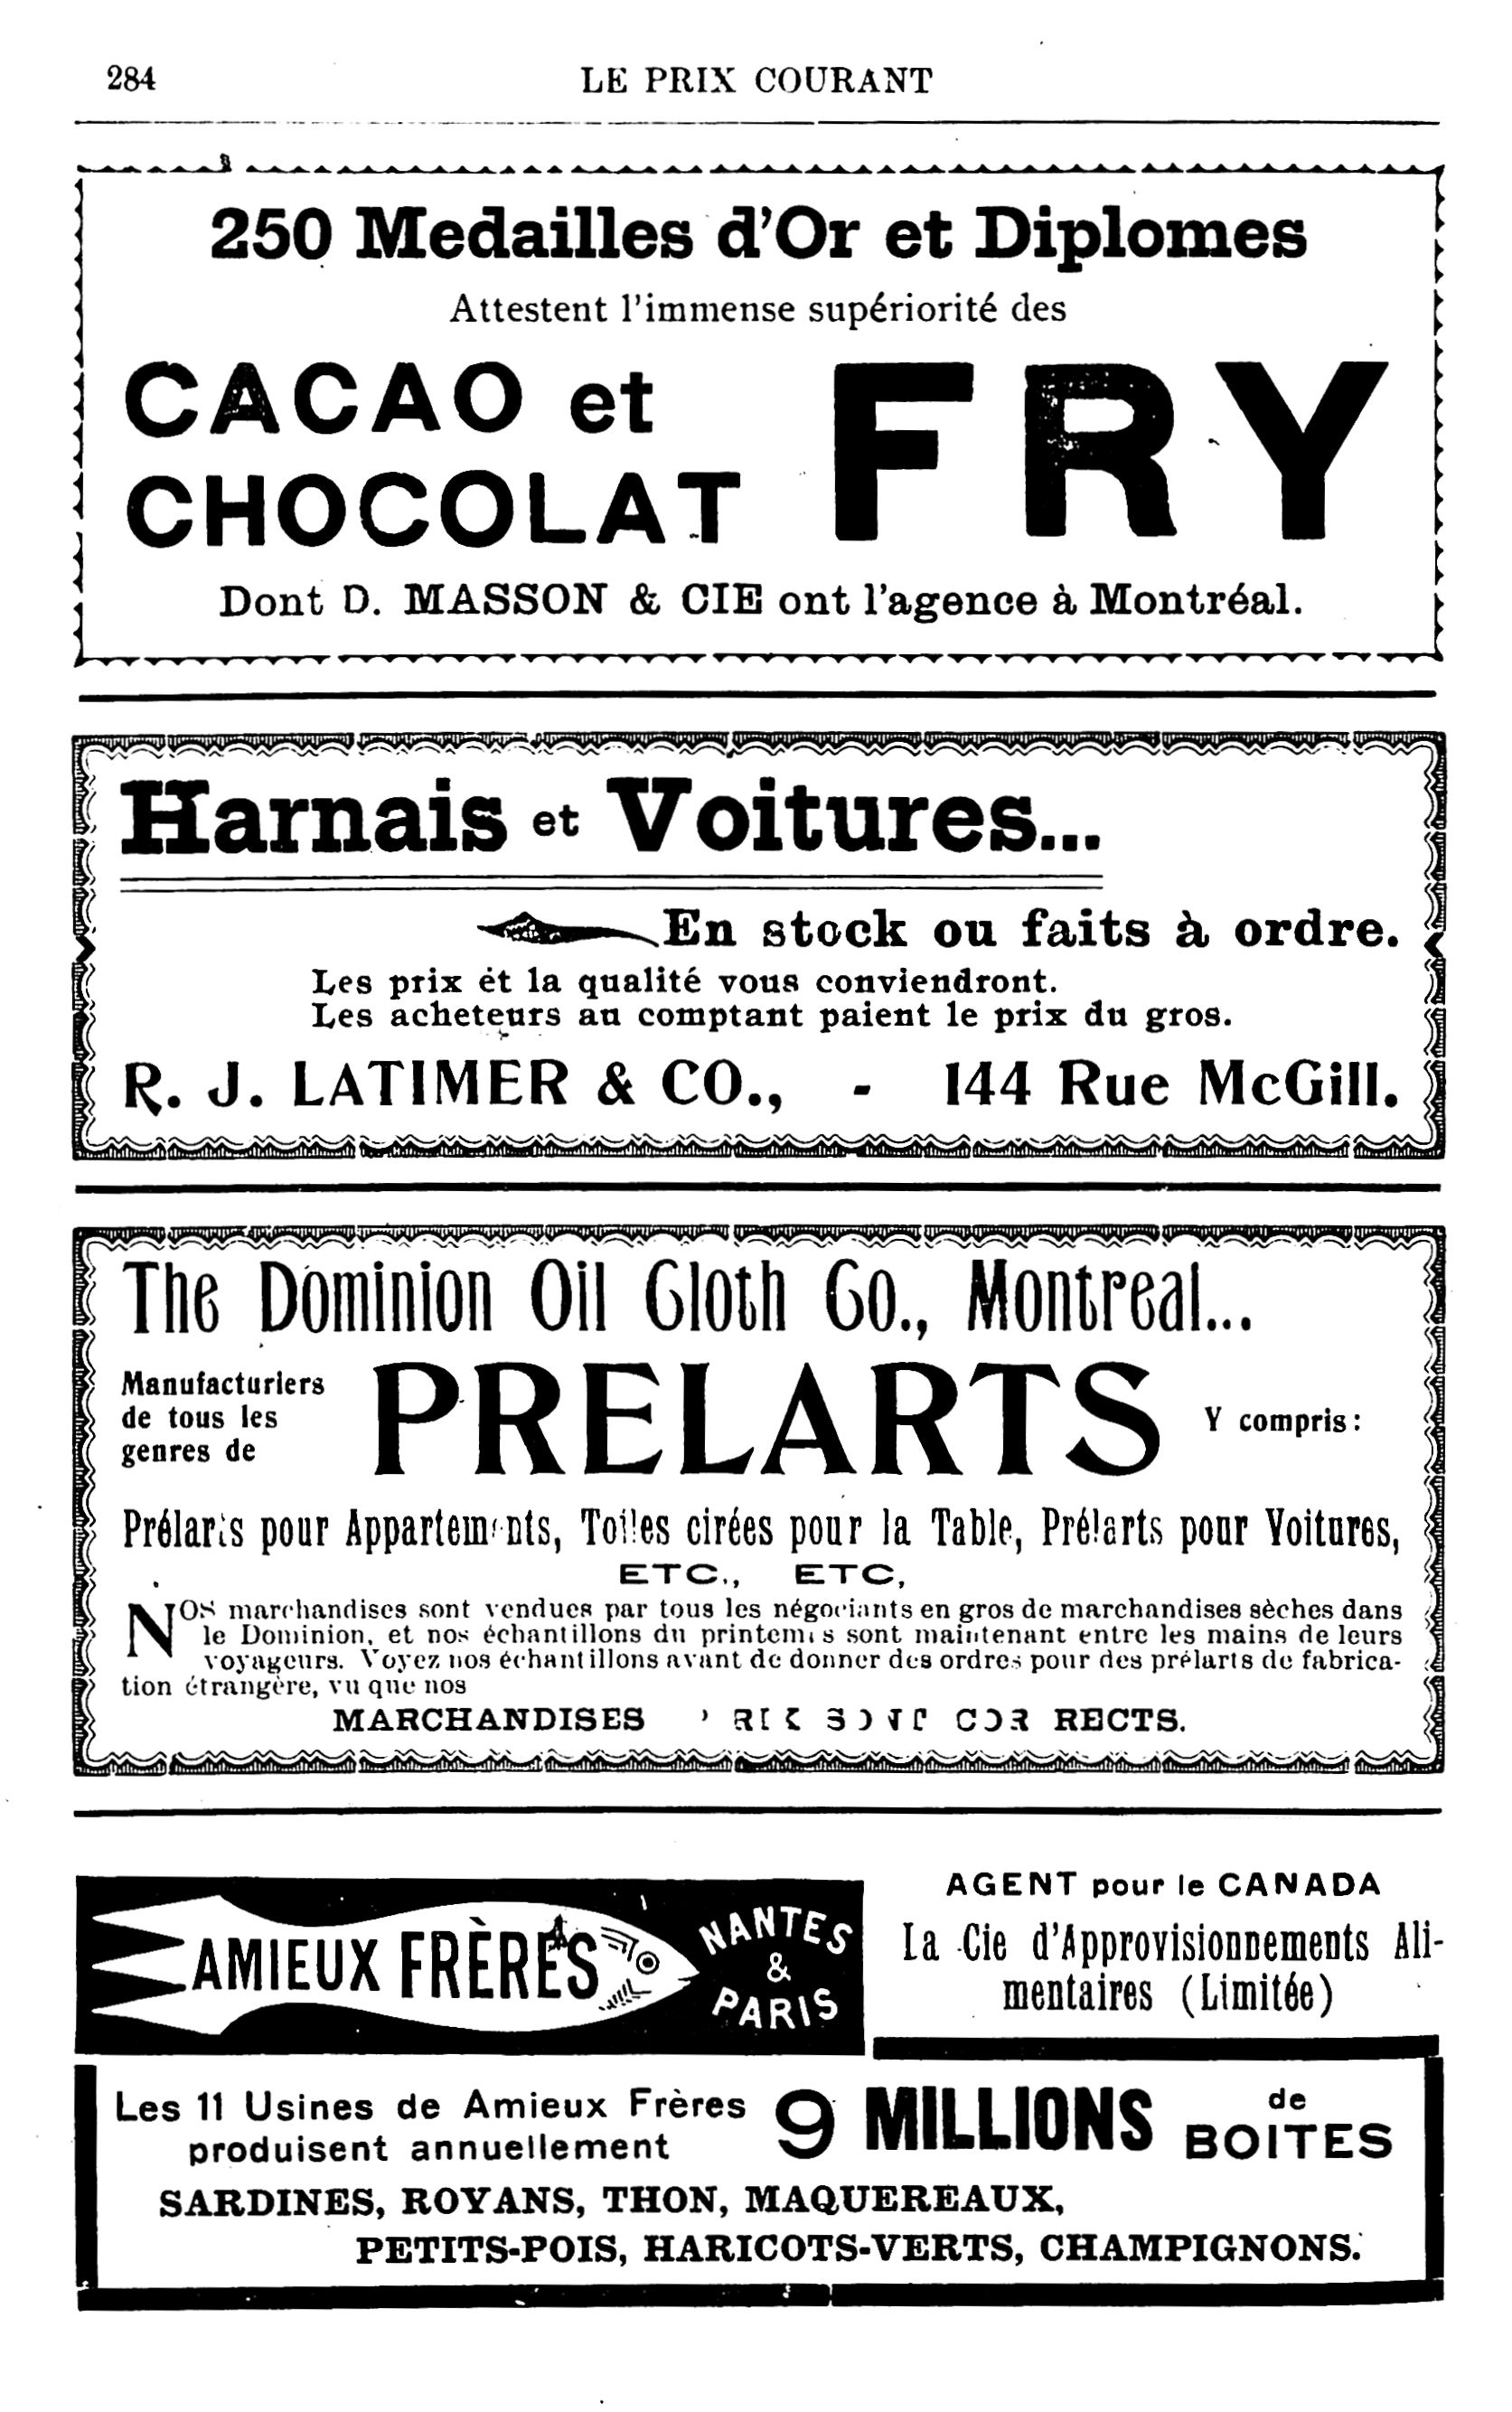 284
LE PRIX COURANT
250 Medailles d'Or et Diplomes
Attestent l'immense supériorité des
CACAO et
CHOCOLAT
FRY
Dont D. MASSON & CIE ont l'agence à Montréal.
Harnais et Voitures...
En stock ou faits à ordre.
Les prix et la qualité vous conviendront.
Les acheteurs au comptant paient le prix du gros.
R. J. LATIMER & CO., - 144 Rue McGill.
The Dominion Oil Cloth Co., Montreal...
Manufacturiers
de tous les
genres de
PRELARTS
Y compris:
Prélarts pour Appartements, Toiles cirées pour la Table, Prélarts pour Voitures,
ETC., ETC,
NOS marchandises sont vendues par tous les négociants en gros de marchandises sèches dans
le Dominion, et nos échantillons du printemps sont maintenant entre les mains de leurs
voyageurs. Voyez nos échantillons avant de donner des ordres pour des prélarts de fabrica-
tion étrangère, vu que nos
MARCHANDISES SONT CORRECTS.
AMIEUX FRÈRES
NANTES
&
PARIS
AGENT pour le CANADA
La Cie d'Approvisionnements Ali-
mentaires (Limitée)
Les 11 Usines de Amieux Frères
produisent annuellement
9 MILLIONS de
BOITES
SARDINES, ROYANS, THON, MAQUEREAUX,
PETITS-POIS, HARICOTS-VERTS, CHAMPIGNONS.